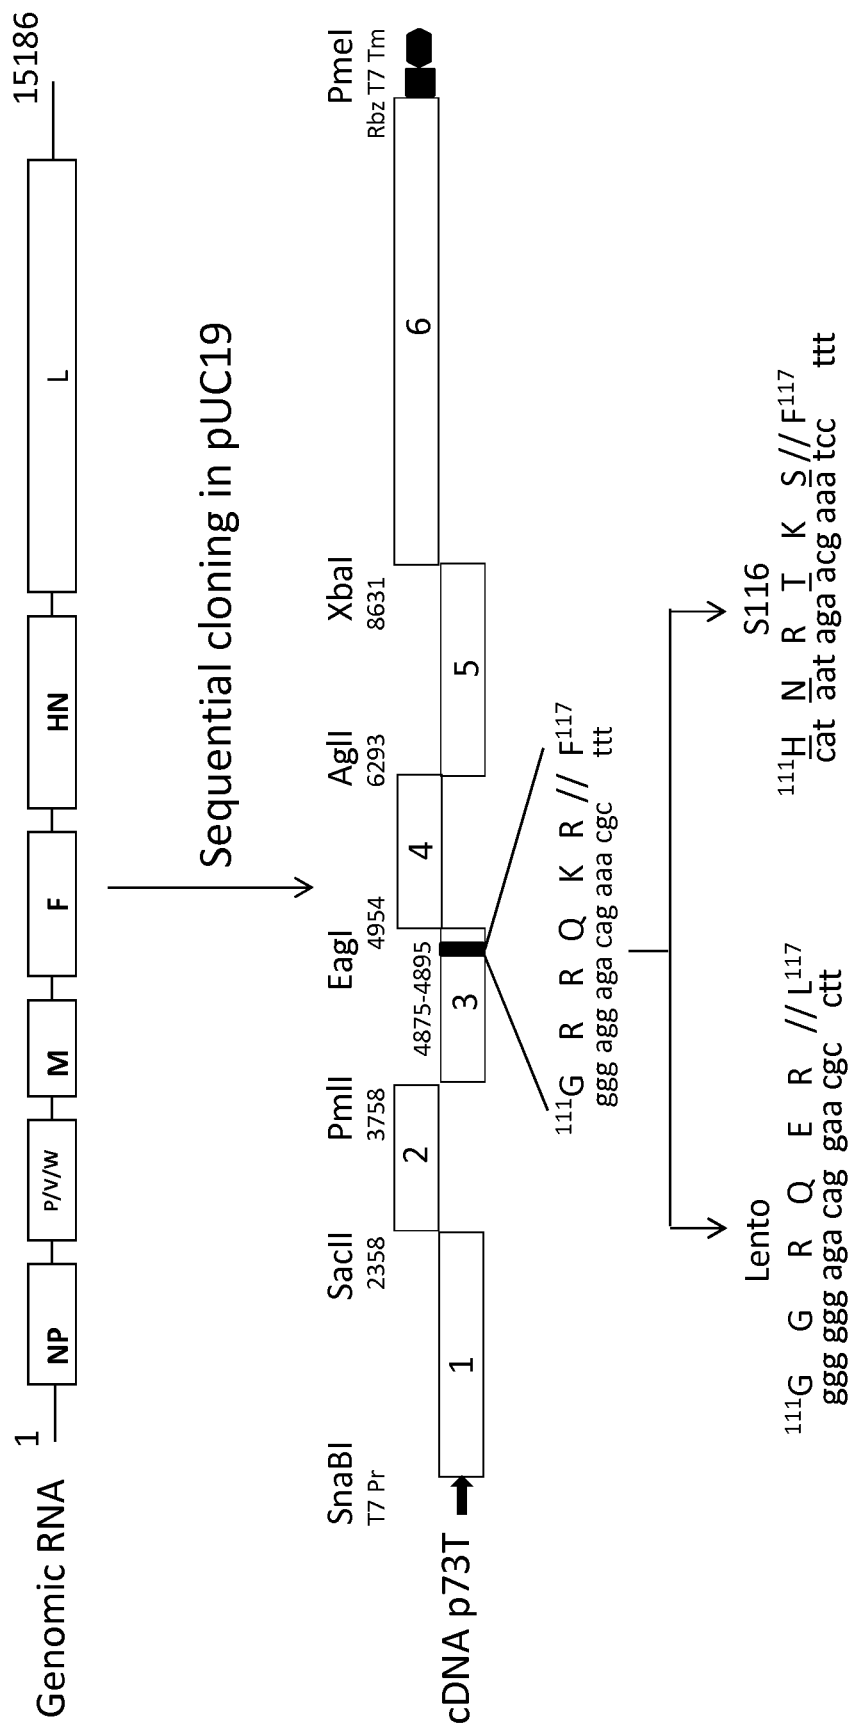 Genomic RNA 1 NP P/V/W M F HN L 15186
Sequential cloning in pUC19
SnaBI SacII PmlI EagI AgII XbaI PmeI
T7 Pr 2358 3758 4954 6293 8631 Rbz T7 Tm
4875-4895
2 4 6
cDNA p73T 1 3 5
¹¹¹G R R Q K R // F¹¹⁷
ggg agg aga cag aaa cgc ttt
Lento S116
¹¹¹G G R Q E R // L¹¹⁷
ggg ggg aga cag gaa cgc ctt
¹¹¹H N R T K S // F¹¹⁷
cat aat aga acg aaa tcc ttt